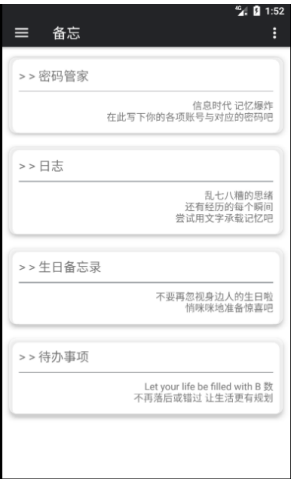 4G 1:52
备忘
> > 密码管家
信息时代 记忆爆炸
在此写下你的各项账号与对应的密码吧
> > 日志
乱七八糟的思绪
还有经历的每个瞬间
尝试用文字承载记忆吧
> > 生日备忘录
不要再忽视身边人的生日啦
悄咪咪地准备惊喜吧
> > 待办事项
Let your life be filled with B 数
不再落后或错过 让生活更有规划